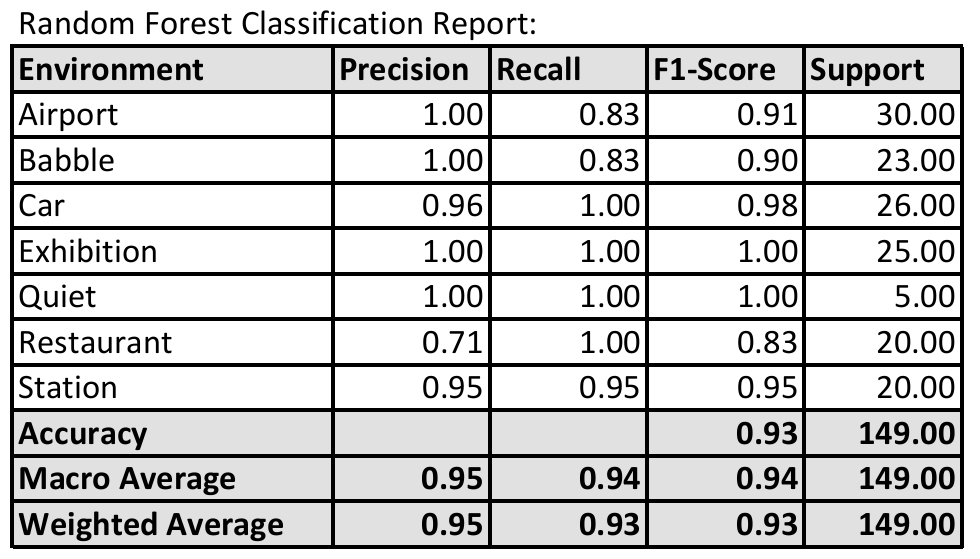 Random Forest Classification Report:
Environment Precision Recall F1-Score Support
Airport 1.00 0.83 0.91 30.00
Babble 1.00 0.83 0.90 23.00
Car 0.96 1.00 0.98 26.00
Exhibition 1.00 1.00 1.00 25.00
Quiet 1.00 1.00 1.00 5.00
Restaurant 0.71 1.00 0.83 20.00
Station 0.95 0.95 0.95 20.00
Accuracy 0.93 149.00
Macro Average 0.95 0.94 0.94 149.00
Weighted Average 0.95 0.93 0.93 149.00